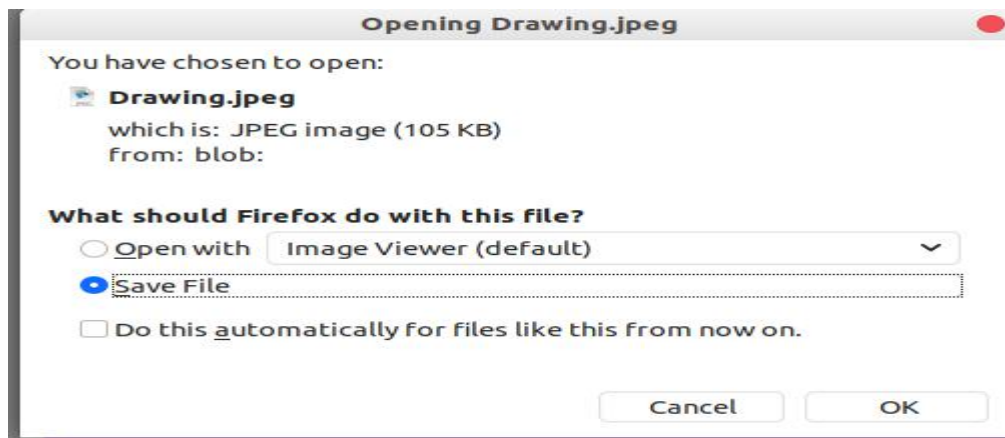 Opening Drawing.jpeg
You have chosen to open:
Drawing.jpeg
which is: JPEG image (105 KB)
from: blob:
What should Firefox do with this file?
Open with Image Viewer (default)
Save File
Do this automatically for files like this from now on.
Cancel OK